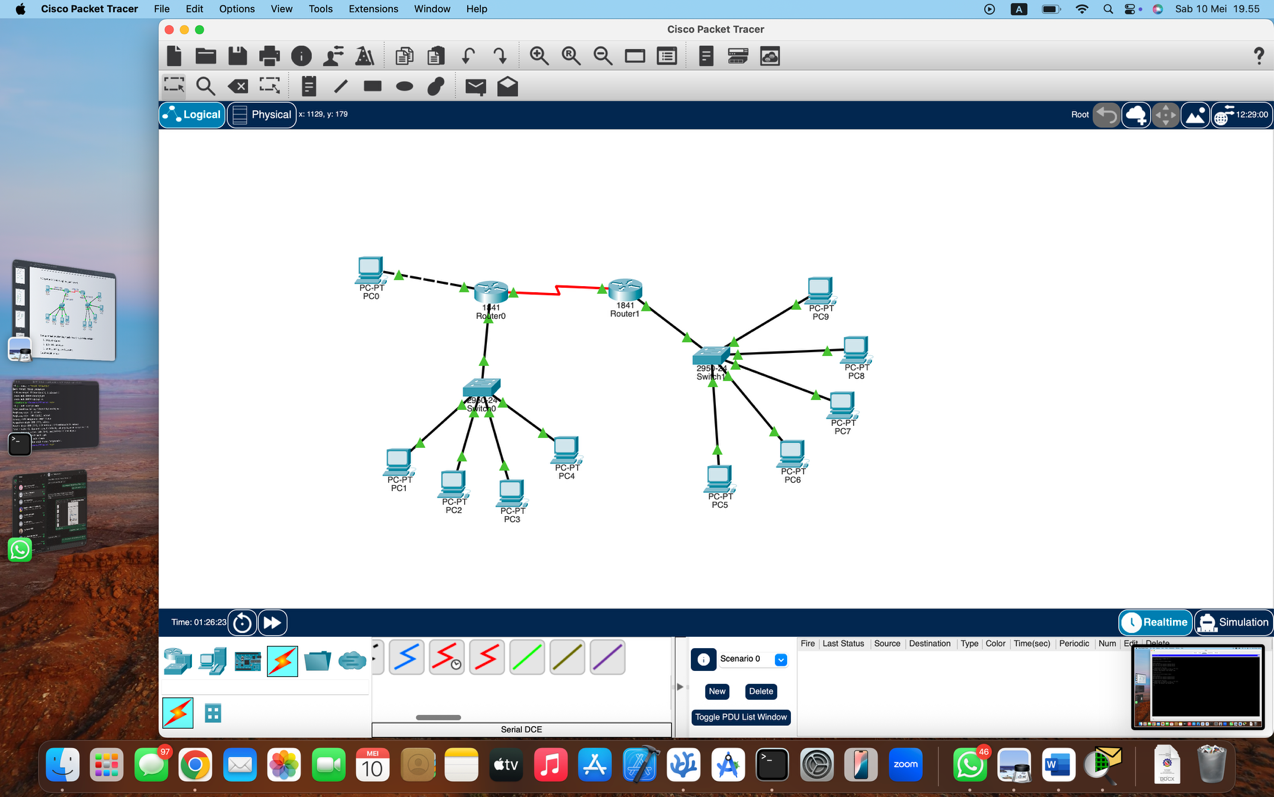 Cisco Packet Tracer File Edit Options View Tools Extensions Window Help A Sab 10 Mei 19.55
Cisco Packet Tracer
?
Logical Physical x: 1129, y: 179 Root 12:29:00
PC-PT
PC0
1841
Router0
1841
Router1
PC-PT
PC9
2950-24
Switch1
PC-PT
PC8
2950-24
Switch0
PC-PT
PC7
PC-PT
PC4
PC-PT
PC6
PC-PT
PC1
PC-PT
PC2
PC-PT
PC3
PC-PT
PC5
Time: 01:26:23 Realtime Simulation
Fire Last Status Source Destination Type Color Time(sec) Periodic Num Edit Delete
Scenario 0
New Delete
Toggle PDU List Window
Serial DCE
97
MEI
10
tv
zoom
46
W
DOCX